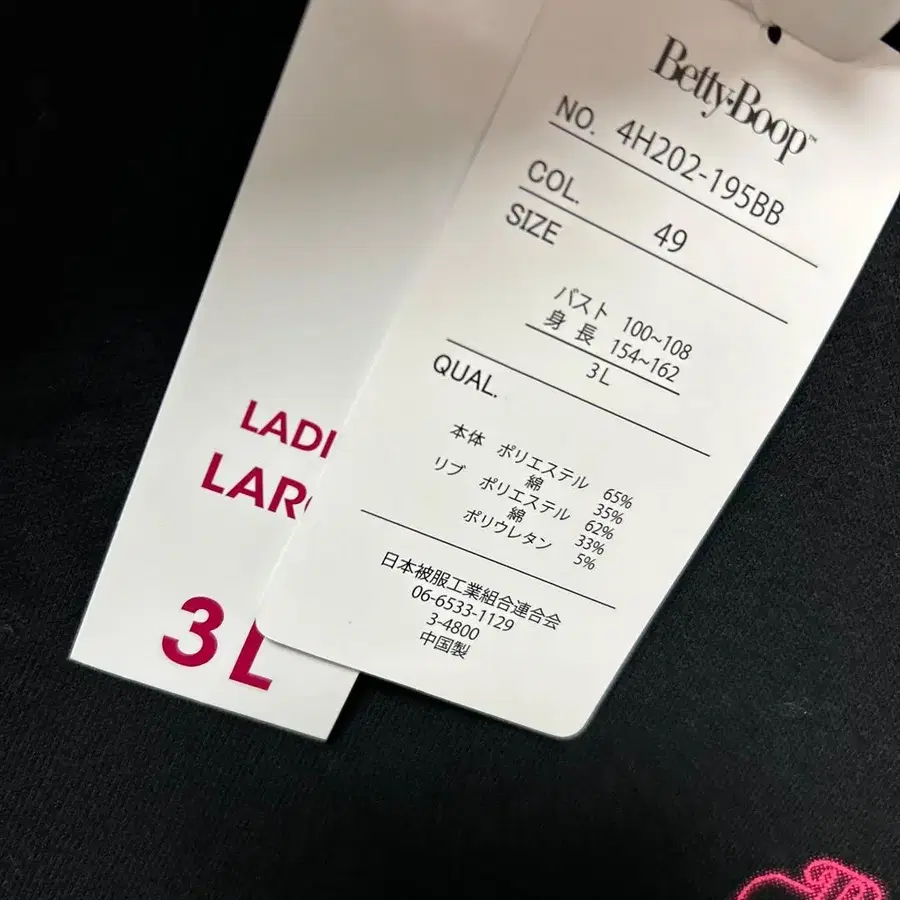 Betty Boop™
NO. 4H202-195BB
COL. 49
SIZE
バスト 100~108
身長 154~162
3L
QUAL.
本体 ポリエステル 65%
綿 35%
リブ ポリエステル 62%
綿 33%
ポリウレタン 5%
日本被服工業組合連合会
06-6533-1129
3-4800
中国製
LADI
LAR
3L